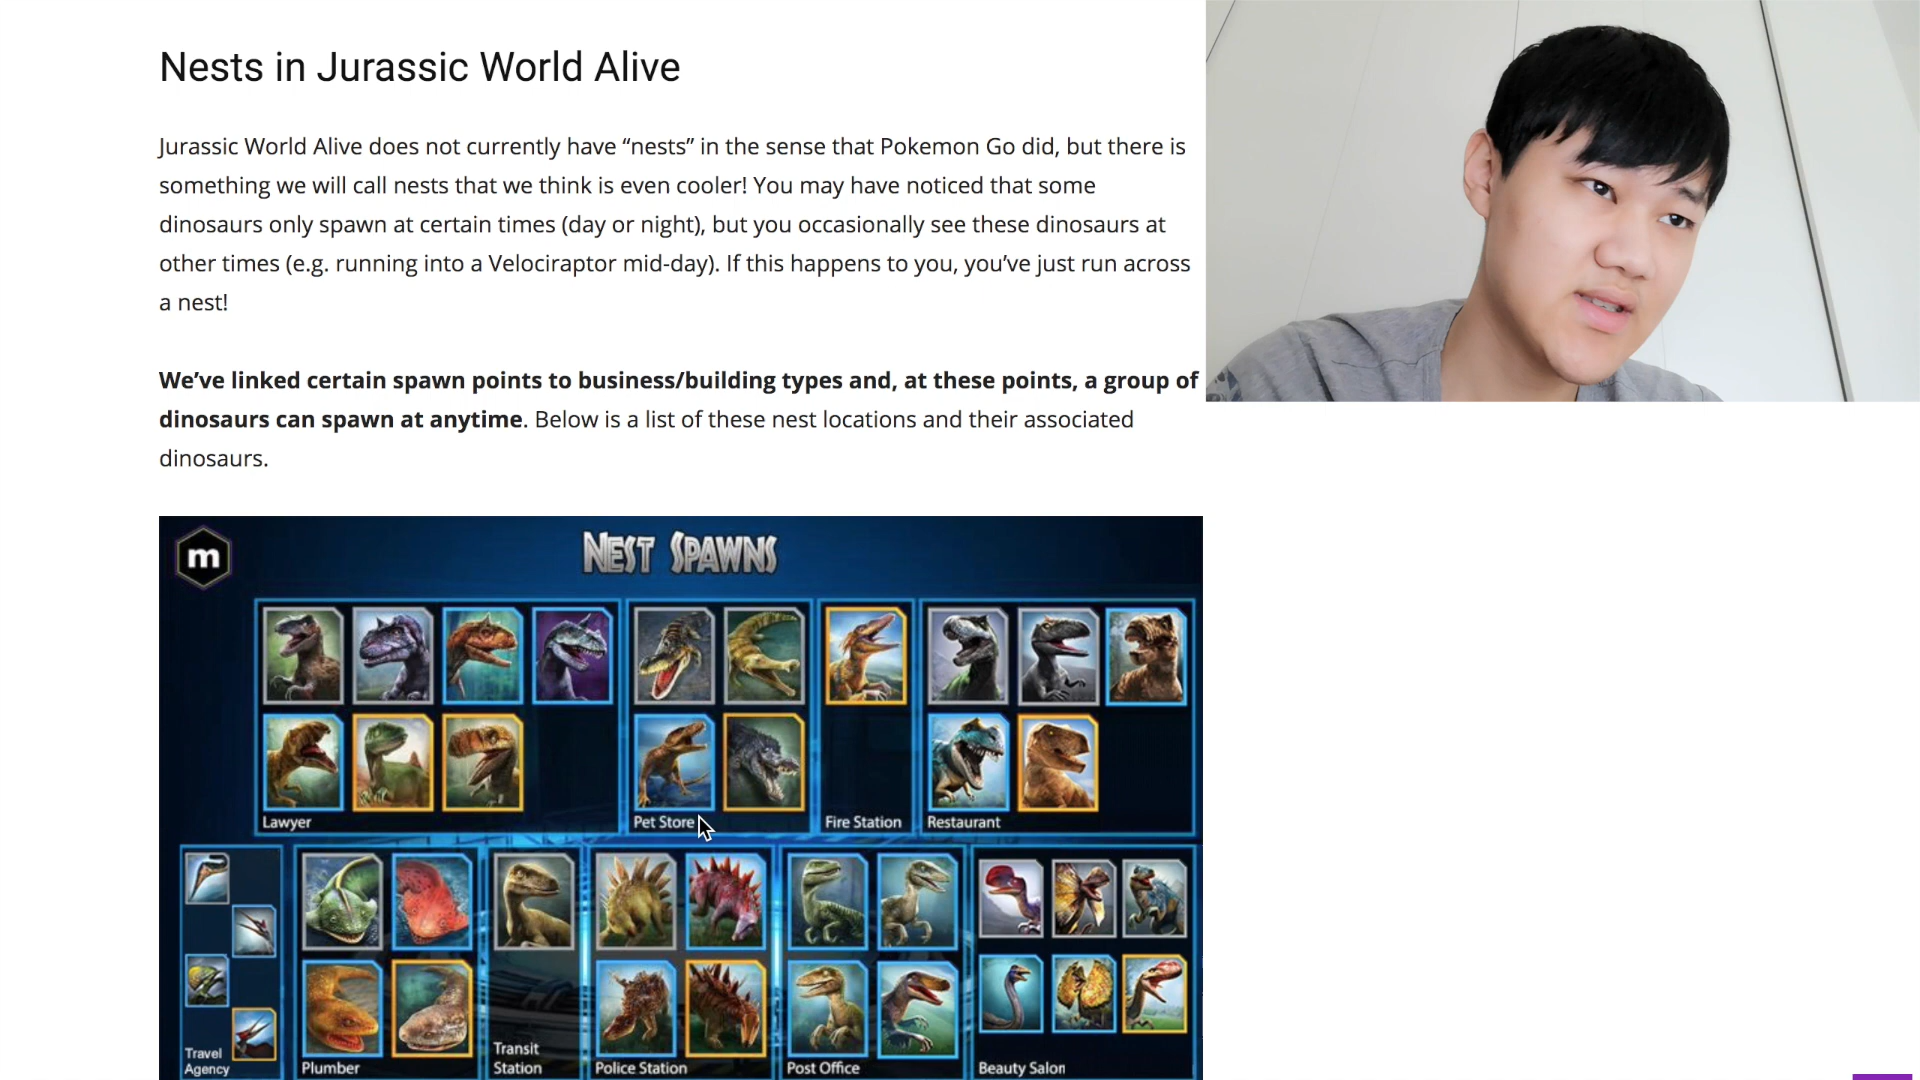 Nests in Jurassic World Alive
Jurassic World Alive does not currently have “nests” in the sense that Pokemon Go did, but there is
something we will call nests that we think is even cooler! You may have noticed that some
dinosaurs only spawn at certain times (day or night), but you occasionally see these dinosaurs at
other times (e.g. running into a Velociraptor mid-day). If this happens to you, you’ve just run across
a nest!
We’ve linked certain spawn points to business/building types and, at these points, a group of
dinosaurs can spawn at anytime. Below is a list of these nest locations and their associated
dinosaurs.
m
NEST SPAWNS
Lawyer
Pet Store
Fire Station
Restaurant
Travel
Agency
Plumber
Transit
Station
Police Station
Post Office
Beauty Salon